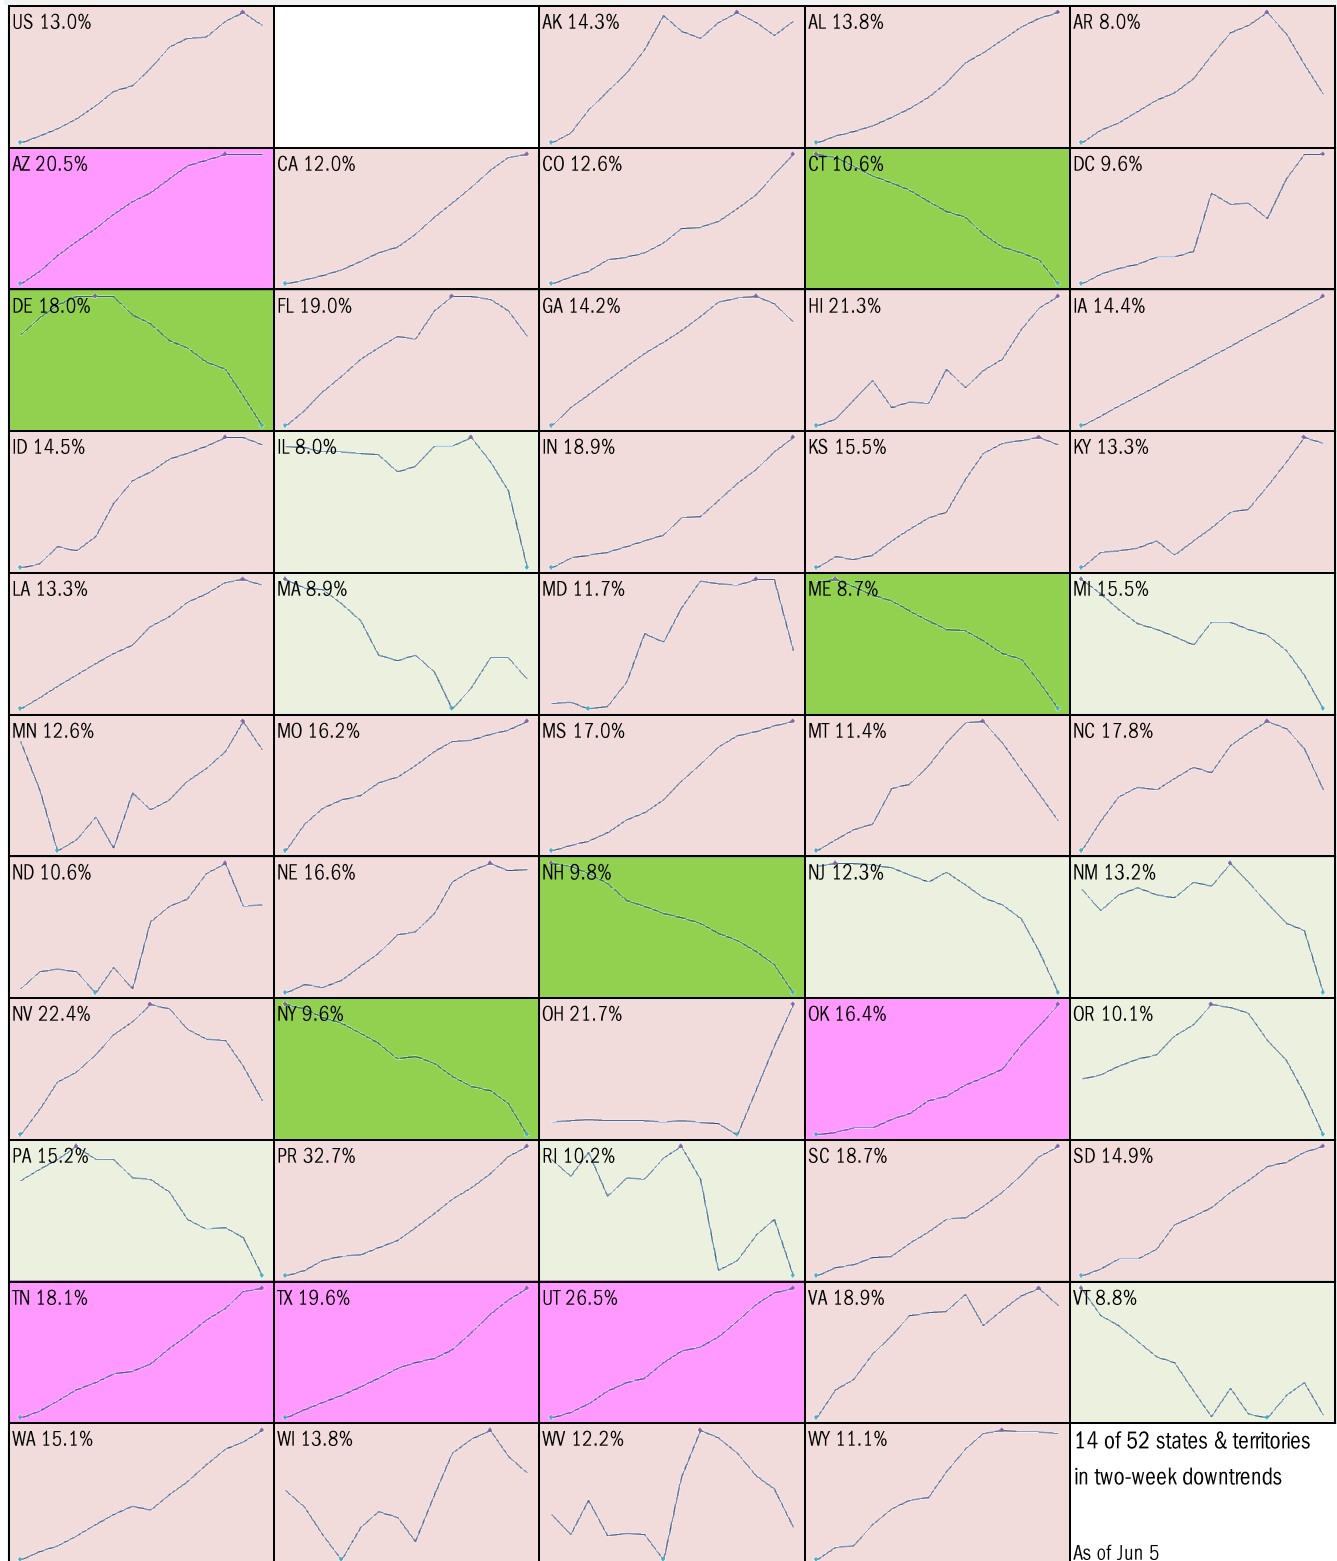 US 13.0%
AK 14.3%
AL 13.8%
AR 8.0%
AZ 20.5%
CA 12.0%
CO 12.6%
CT 10.6%
DC 9.6%
DE 18.0%
FL 19.0%
GA 14.2%
HI 21.3%
IA 14.4%
ID 14.5%
IL 8.0%
IN 18.9%
KS 15.5%
KY 13.3%
LA 13.3%
MA 8.9%
MD 11.7%
ME 8.7%
MI 15.5%
MN 12.6%
MO 16.2%
MS 17.0%
MT 11.4%
NC 17.8%
ND 10.6%
NE 16.6%
NH 9.8%
NJ 12.3%
NM 13.2%
NV 22.4%
NY 9.6%
OH 21.7%
OK 16.4%
OR 10.1%
PA 15.2%
PR 32.7%
RI 10.2%
SC 18.7%
SD 14.9%
TN 18.1%
TX 19.6%
UT 26.5%
VA 18.9%
VT 8.8%
WA 15.1%
WI 13.8%
WV 12.2%
WY 11.1%
14 of 52 states & territories
in two-week downtrends
As of Jun 5